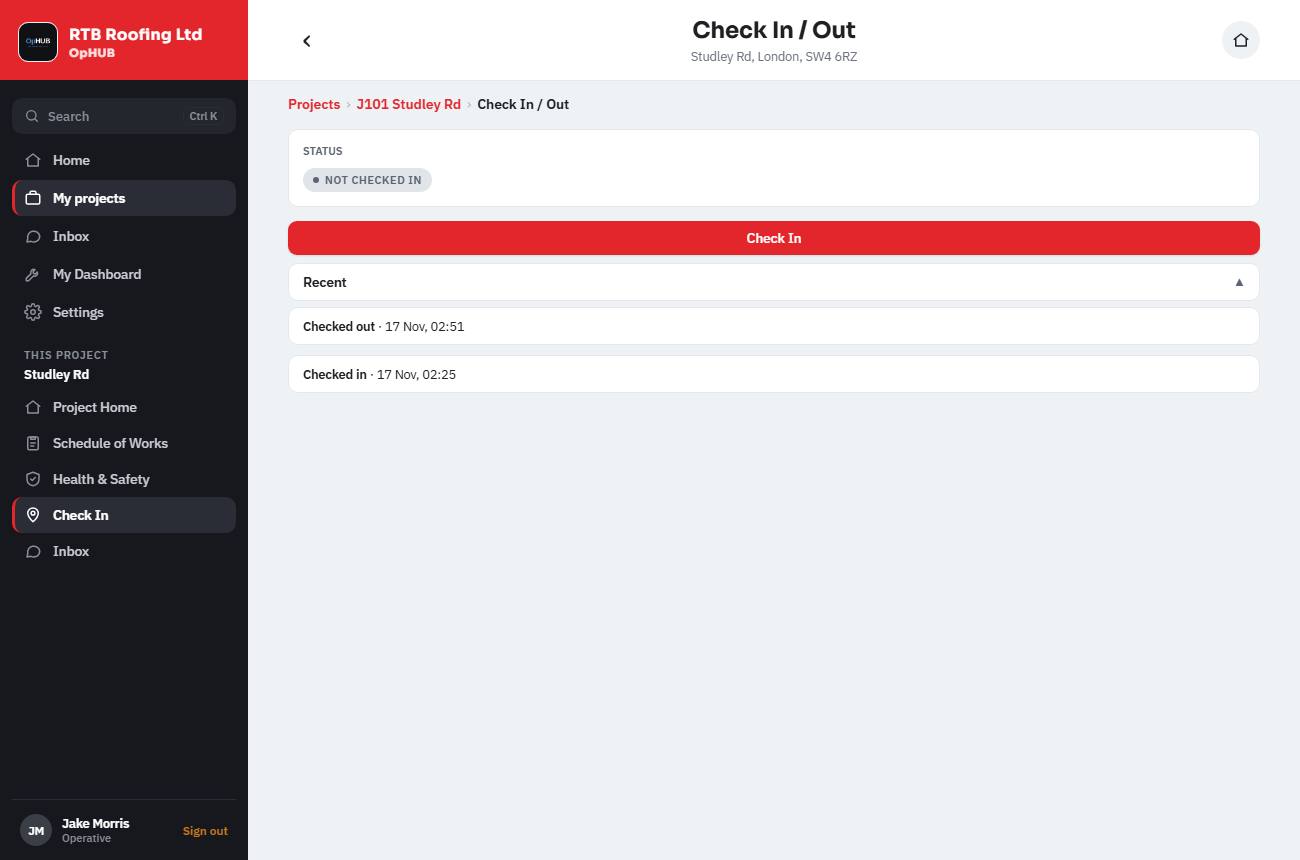 OpHUB
RTB Roofing Ltd
OpHUB
Search
Ctrl K
Home
My projects
Inbox
My Dashboard
Settings
THIS PROJECT
Studley Rd
Project Home
Schedule of Works
Health & Safety
Check In
Inbox
JM
Jake Morris
Operative
Sign out
Check In / Out
Studley Rd, London, SW4 6RZ
Projects › J101 Studley Rd › Check In / Out
STATUS
NOT CHECKED IN
Check In
Recent
Checked out · 17 Nov, 02:51
Checked in · 17 Nov, 02:25